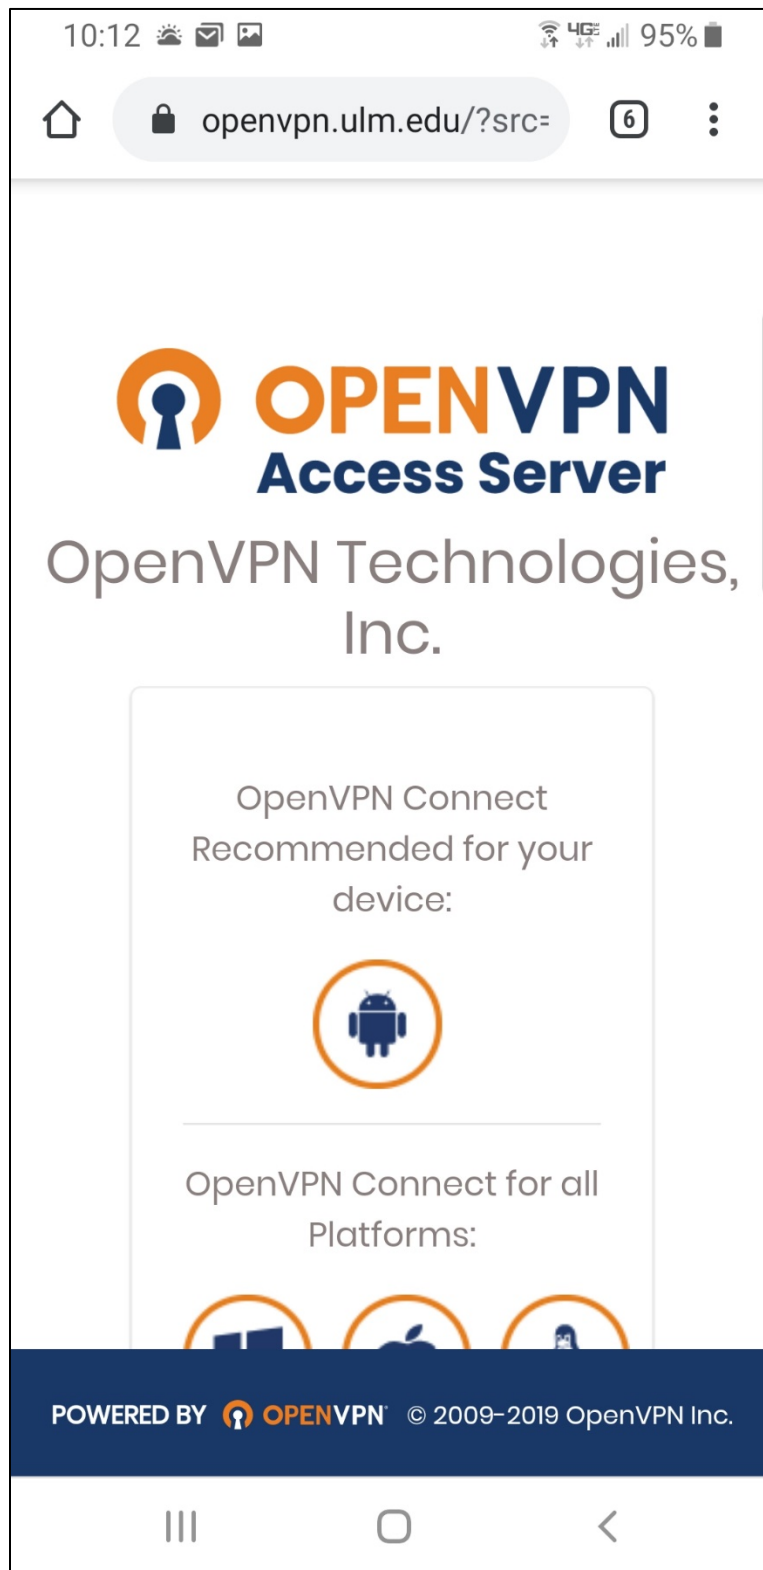 10:12 4GE 95%
openvpn.ulm.edu/?src= 6
OPENVPN
Access Server
OpenVPN Technologies,
Inc.
OpenVPN Connect
Recommended for your
device:
OpenVPN Connect for all
Platforms:
POWERED BY OPENVPN © 2009-2019 OpenVPN Inc.